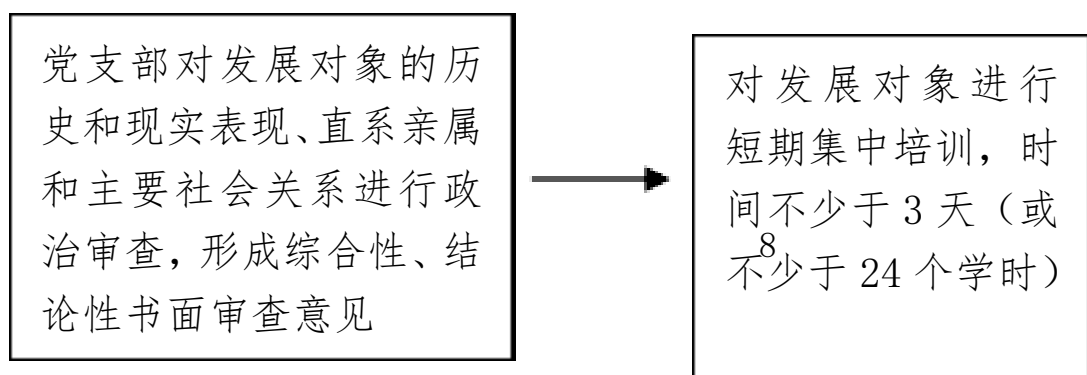 党支部对发展对象的历
史和现实表现、直系亲属
和主要社会关系进行政
治审查，形成综合性、结
论性书面审查意见
对发展对象进行
短期集中培训，时
间不少于 3 天（或
8
不少于 24 个学时）